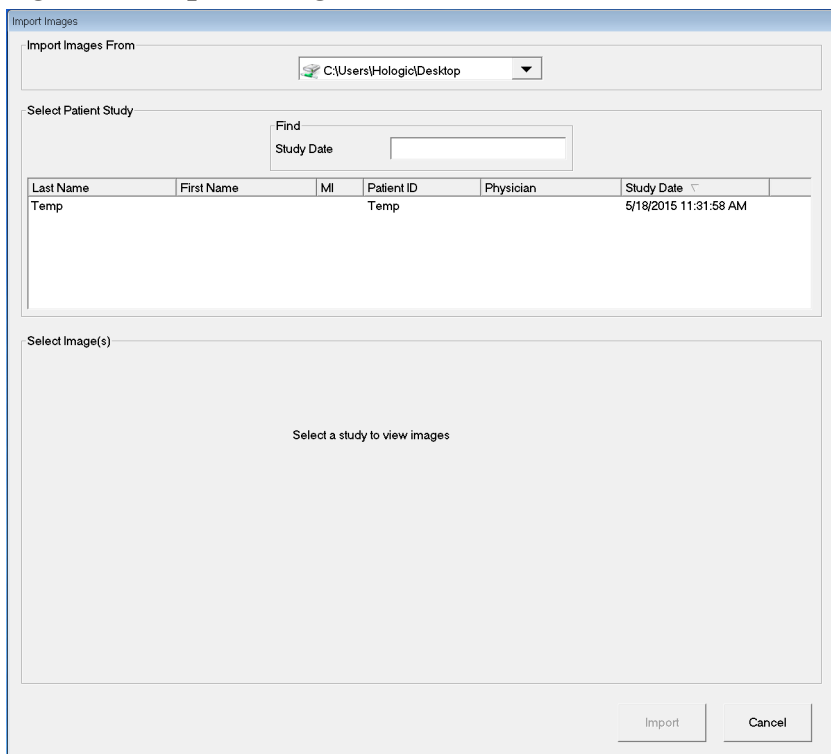 Import Images
Import Images From
C:\Users\Hologic\Desktop
Select Patient Study
Find
Study Date
Last Name First Name MI Patient ID Physician Study Date
Temp Temp 5/18/2015 11:31:58 AM
Select Image(s)
Select a study to view images
Import Cancel